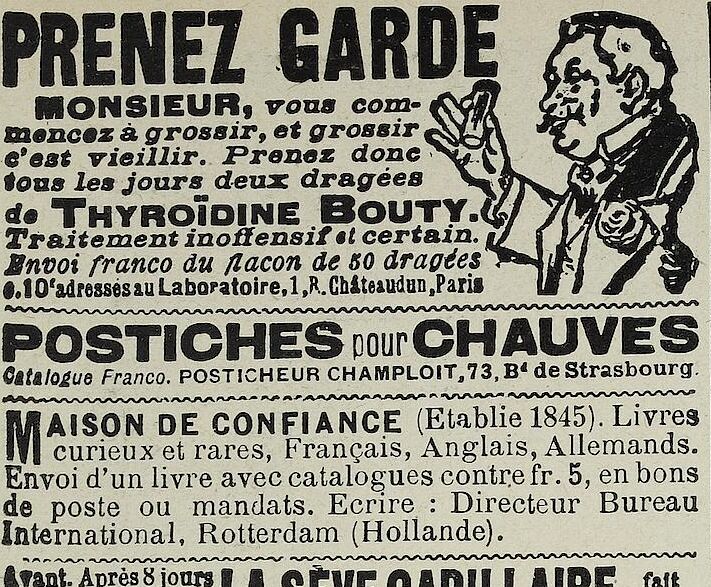 PRENEZ GARDE
MONSIEUR, vous com-
mencez à grossir, et grossir
c'est vieillir. Prenez donc
tous les jours deux dragées
de THYROÏDINE BOUTY.
Traitement inoffensif et certain.
Envoi franco du flacon de 50 dragées
c. 10f adressés au Laboratoire, 1, R. Châteaudun, Paris
POSTICHES pour CHAUVES
Catalogue Franco. POSTICHEUR CHAMPLOIT, 73, Bd de Strasbourg.
MAISON DE CONFIANCE (Etablie 1845). Livres
curieux et rares, Français, Anglais, Allemands.
Envoi d'un livre avec catalogues contre fr. 5, en bons
de poste ou mandats. Ecrire : Directeur Bureau
International, Rotterdam (Hollande).
Avant. Après 8 jours LA SÈVE CAPILLAIRE fait